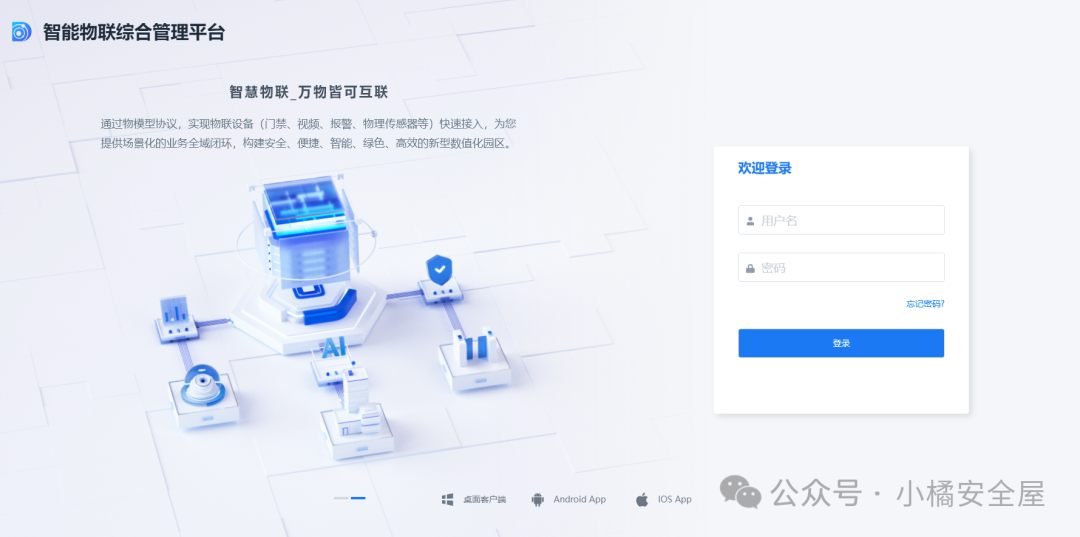 智能物联综合管理平台
智慧物联_万物皆可互联
通过物模型协议，实现物联设备（门禁、视频、报警、物理传感器等）快速接入，为您
提供场景化的业务全域闭环，构建安全、便捷、智能、绿色、高效的新型数值化园区。
欢迎登录
用户名
密码
忘记密码?
登录
AI
桌面客户端 Android App IOS App
公众号 · 小橘安全屋